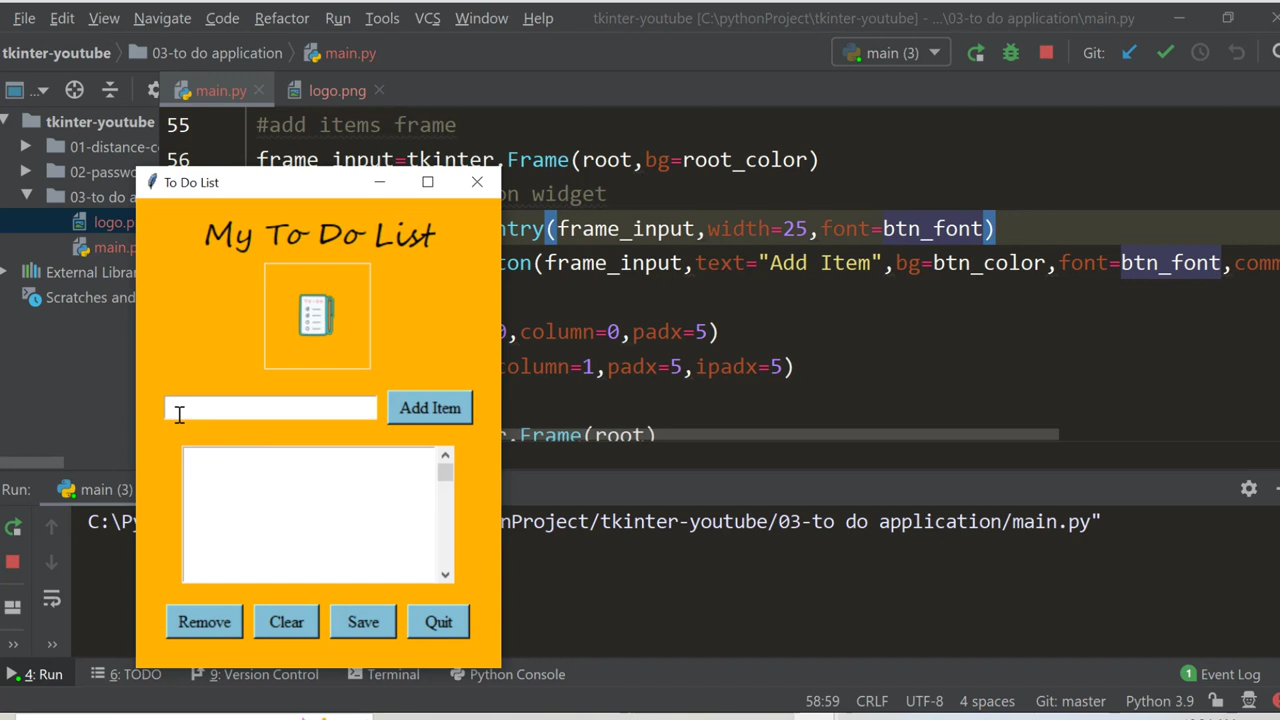 File Edit View Navigate Code Refactor Run Tools VCS Window Help tkinter-youtube [C:\pythonProject\tkinter-youtube] - ...\03-to do application\main.py
tkinter-youtube 03-to do application main.py main (3) Git:
main.py logo.png
tkinter-youtube
01-distance-c
02-passwo
03-to do a
logo.p
main.p
External Libra
Scratches and
55 #add items frame
56 frame_input=tkinter.Frame(root,bg=root_color)
on widget
ntry(frame_input,width=25,font=btn_font)
ton(frame_input,text="Add Item",bg=btn_color,font=btn_font,comm
0,column=0,padx=5)
column=1,padx=5,ipadx=5)
r.Frame(root)
To Do List
My To Do List
Add Item
Remove Clear Save Quit
Run: main (3)
C:\Py
nProject/tkinter-youtube/03-to do application/main.py"
4: Run 6: TODO 9: Version Control Terminal Python Console 1 Event Log
58:59 CRLF UTF-8 4 spaces Git: master Python 3.9